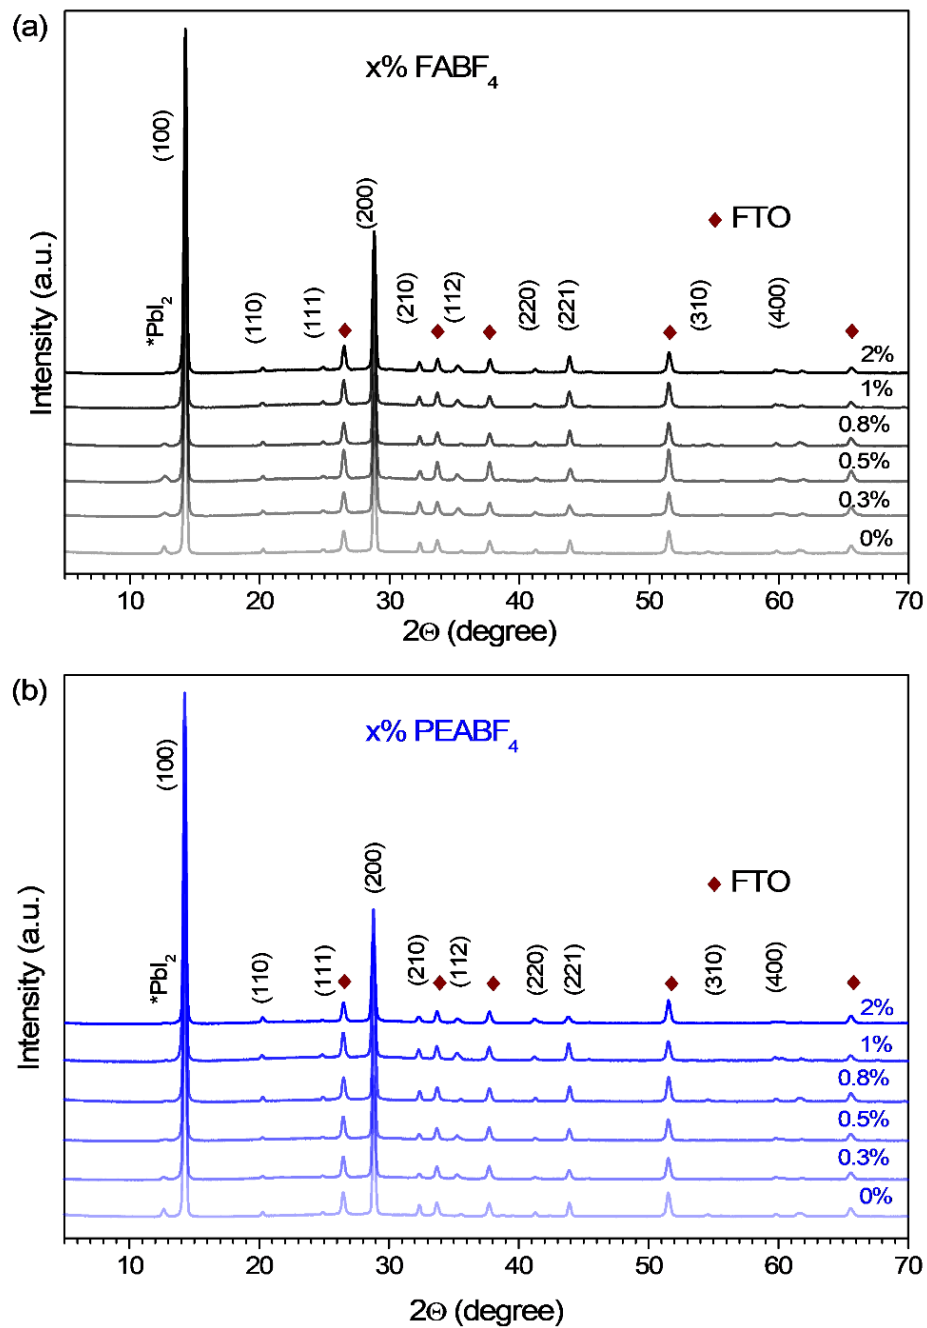 (a)
x% FABF₄
(100)
(200)
♦ FTO
*PbI₂
(110)
(111)
(210)
(112)
(220)
(221)
(310)
(400)
2%
1%
0.8%
0.5%
0.3%
0%
Intensity (a.u.)
10 20 30 40 50 60 70
2Θ (degree)
(b)
x% PEABF₄
(100)
(200)
♦ FTO
*PbI₂
(110)
(111)
(210)
(112)
(220)
(221)
(310)
(400)
2%
1%
0.8%
0.5%
0.3%
0%
Intensity (a.u.)
10 20 30 40 50 60 70
2Θ (degree)